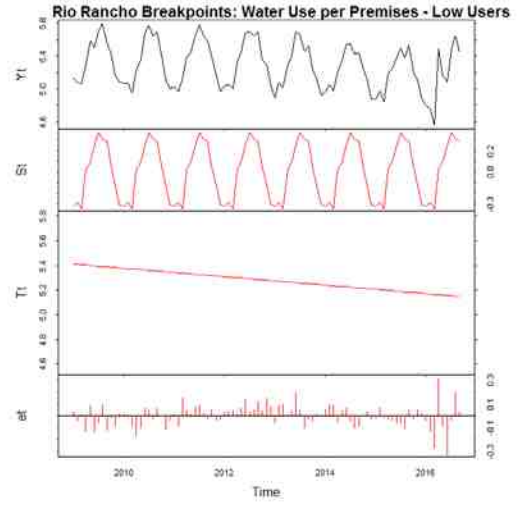 Rio Rancho Breakpoints: Water Use per Premises - Low Users
Yt
5.8
5.4
5.0
4.6
St
0.2
0.0
-0.3
Tt
5.8
5.6
5.4
5.2
5.0
4.8
4.6
et
0.3
0.1
-0.1
-0.3
2010 2012 2014 2016
Time